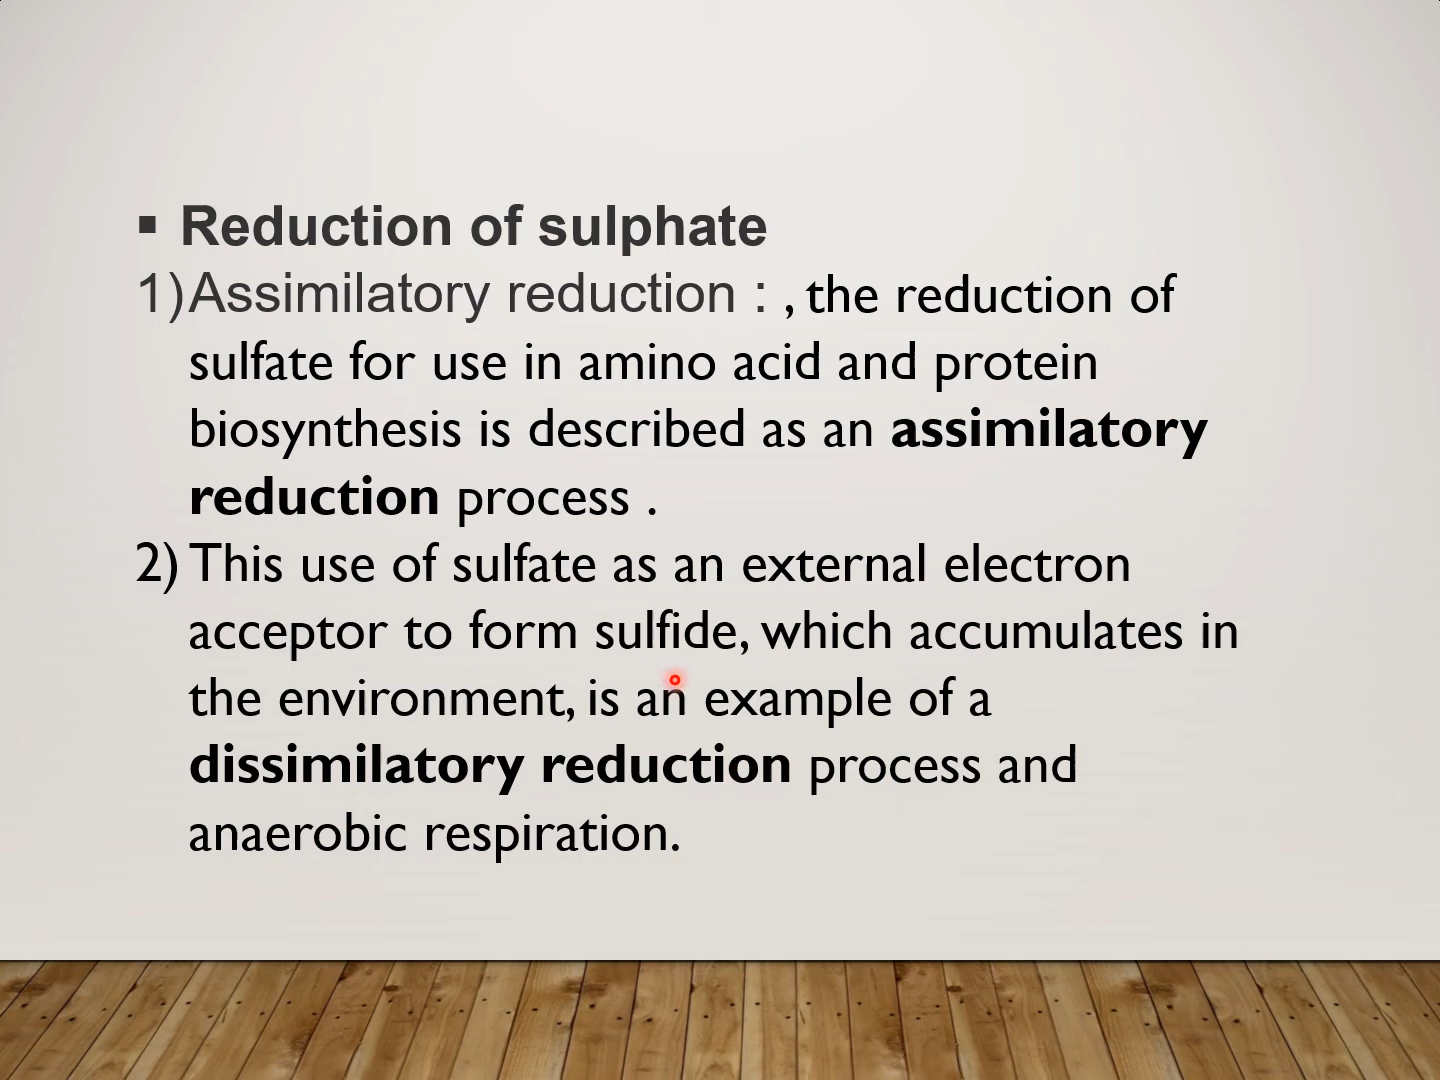 ▪ Reduction of sulphate
1) Assimilatory reduction : , the reduction of
sulfate for use in amino acid and protein
biosynthesis is described as an assimilatory
reduction process .
2) This use of sulfate as an external electron
acceptor to form sulfide, which accumulates in
the environment, is an example of a
dissimilatory reduction process and
anaerobic respiration.